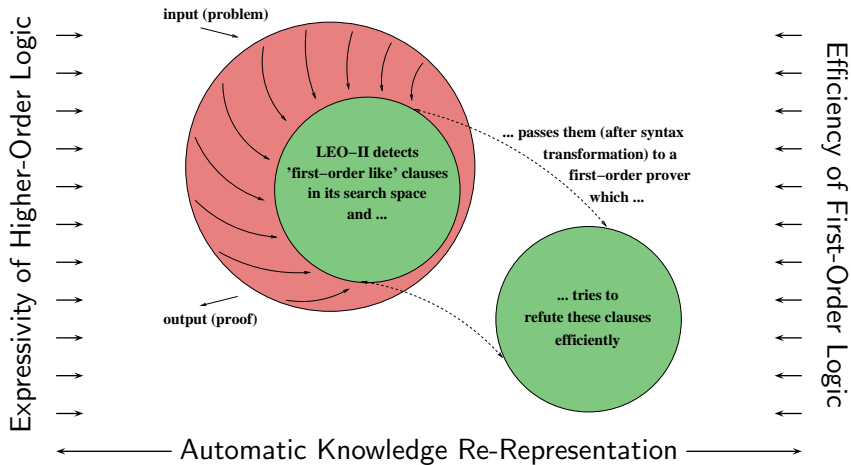 Expressivity of Higher-Order Logic
input (problem)
LEO–II detects
'first–order like' clauses
in its search space
and ...
output (proof)
... passes them (after syntax
transformation) to a
first–order prover
which ...
... tries to
refute these clauses
efficiently
Efficiency of First-Order Logic
Automatic Knowledge Re-Representation